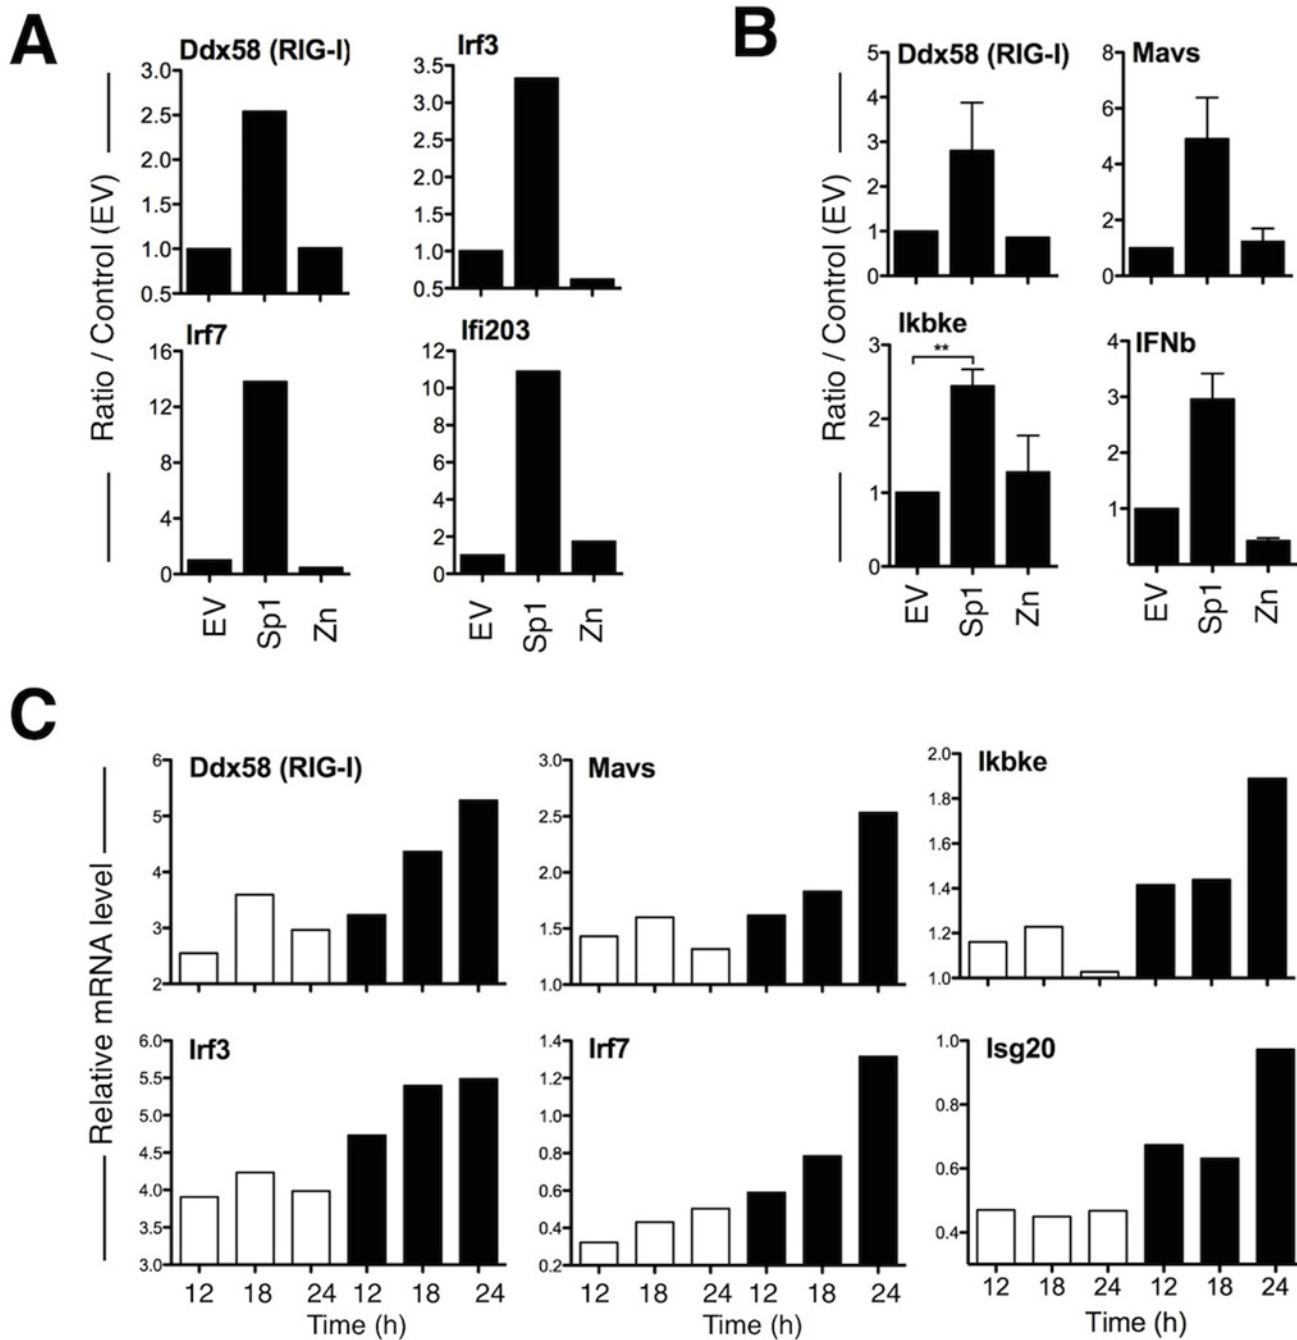 A
Ddx58 (RIG-I)
3.0
2.5
2.0
1.5
1.0
0.5
Irf3
3.5
3.0
2.5
2.0
1.5
1.0
0.5
Irf7
16
12
8
4
0
Ifi203
12
10
8
6
4
2
0
Ratio / Control (EV)
EV
Sp1
Zn
EV
Sp1
Zn
B
Ddx58 (RIG-I)
5
4
3
2
1
0
Mavs
8
6
4
2
0
Ikbke
3
2
1
0
**
IFNb
4
3
2
1
Ratio / Control (EV)
EV
Sp1
Zn
EV
Sp1
Zn
C
Ddx58 (RIG-I)
6
5
4
3
2
Mavs
3.0
2.5
2.0
1.5
1.0
Ikbke
2.0
1.8
1.6
1.4
1.2
1.0
Relative mRNA level
Irf3
6.0
5.5
5.0
4.5
4.0
3.5
3.0
12 18 24 12 18 24
Time (h)
Irf7
1.4
1.2
1.0
0.8
0.6
0.4
0.2
12 18 24 12 18 24
Time (h)
Isg20
1.0
0.8
0.6
0.4
12 18 24 12 18 24
Time (h)